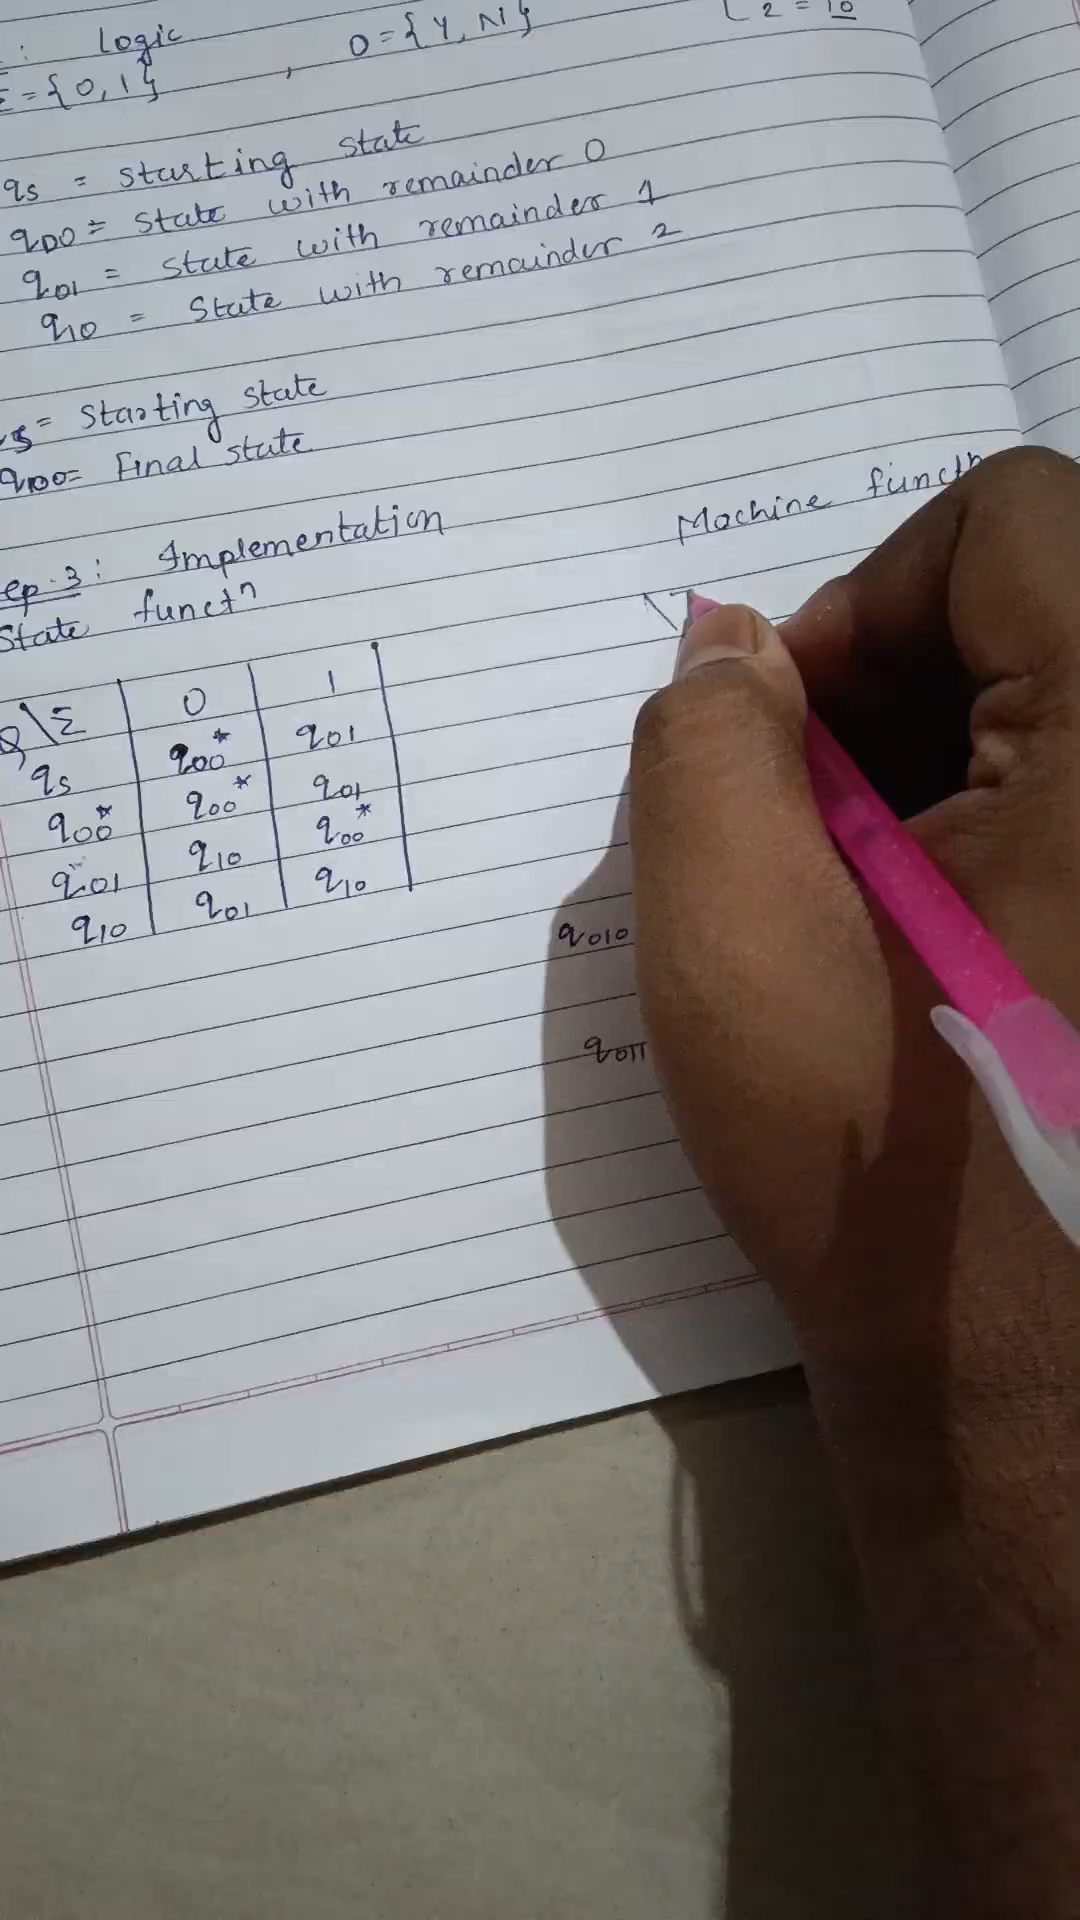 : Logic
Σ = {0,1} , O = {Y, N}
2 = 10
qs = starting state
q00 = state with remainder 0
q01 = state with remainder 1
q10 = state with remainder 2
s = Starting state
q00 = Final state
ep.3: Implementation
State functⁿ
Machine functⁿ
Q\Σ 0 1
qs q00* q01
q00* q00* q01
q01 q10 q00*
q10 q01 q10
q010
q011